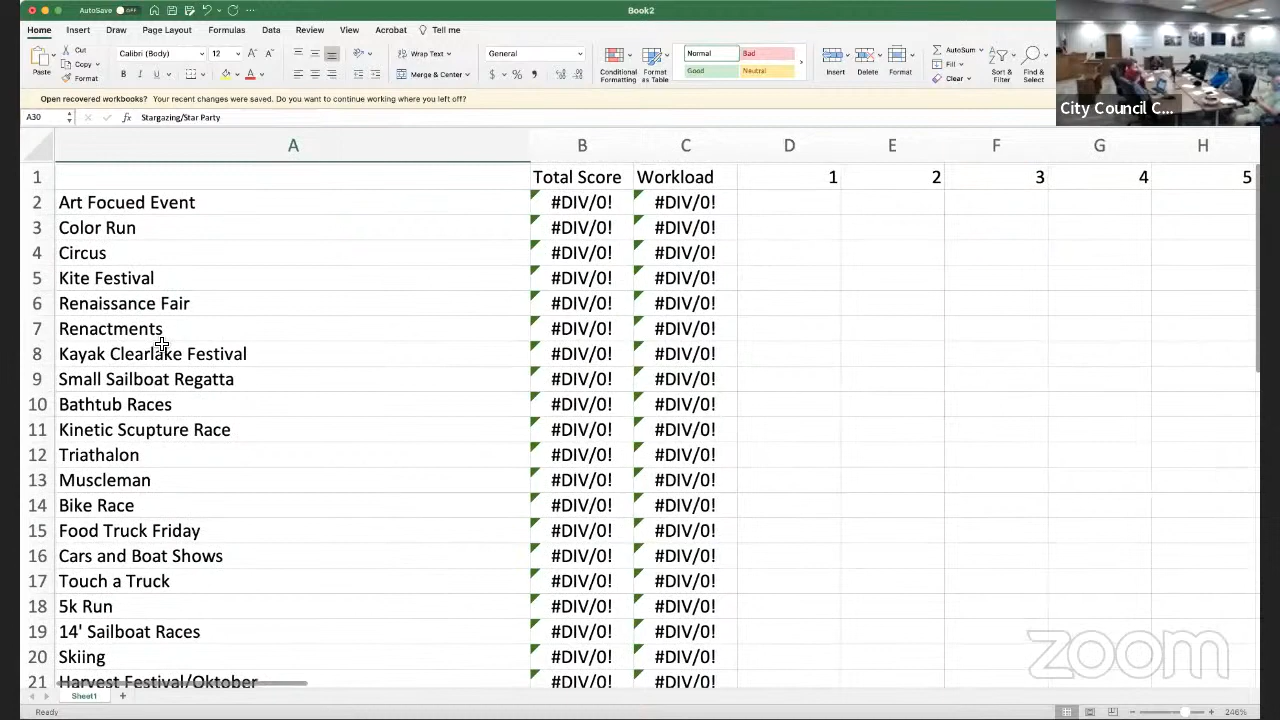 AutoSave OFF Book2
Home Insert Draw Page Layout Formulas Data Review View Acrobat Tell me
Paste Cut Copy Format Calibri (Body) 12 Wrap Text Merge & Center General Conditional Formatting Format as Table Normal Bad Good Neutral Insert Delete Format AutoSum Fill Clear Sort & Filter Find & Select
City Council C...
Open recovered workbooks? Your recent changes were saved. Do you want to continue working where you left off?
A30 fx Stargazing/Star Party
A B C D E F G H
1 Total Score Workload 1 2 3 4 5
2 Art Focued Event #DIV/0! #DIV/0!
3 Color Run #DIV/0! #DIV/0!
4 Circus #DIV/0! #DIV/0!
5 Kite Festival #DIV/0! #DIV/0!
6 Renaissance Fair #DIV/0! #DIV/0!
7 Renactments #DIV/0! #DIV/0!
8 Kayak Clearlake Festival #DIV/0! #DIV/0!
9 Small Sailboat Regatta #DIV/0! #DIV/0!
10 Bathtub Races #DIV/0! #DIV/0!
11 Kinetic Scupture Race #DIV/0! #DIV/0!
12 Triathalon #DIV/0! #DIV/0!
13 Muscleman #DIV/0! #DIV/0!
14 Bike Race #DIV/0! #DIV/0!
15 Food Truck Friday #DIV/0! #DIV/0!
16 Cars and Boat Shows #DIV/0! #DIV/0!
17 Touch a Truck #DIV/0! #DIV/0!
18 5k Run #DIV/0! #DIV/0!
19 14' Sailboat Races #DIV/0! #DIV/0!
20 Skiing #DIV/0! #DIV/0!
21 Harvest Festival/Oktober #DIV/0! #DIV/0!
zoom
Sheet1 +
Ready 246%